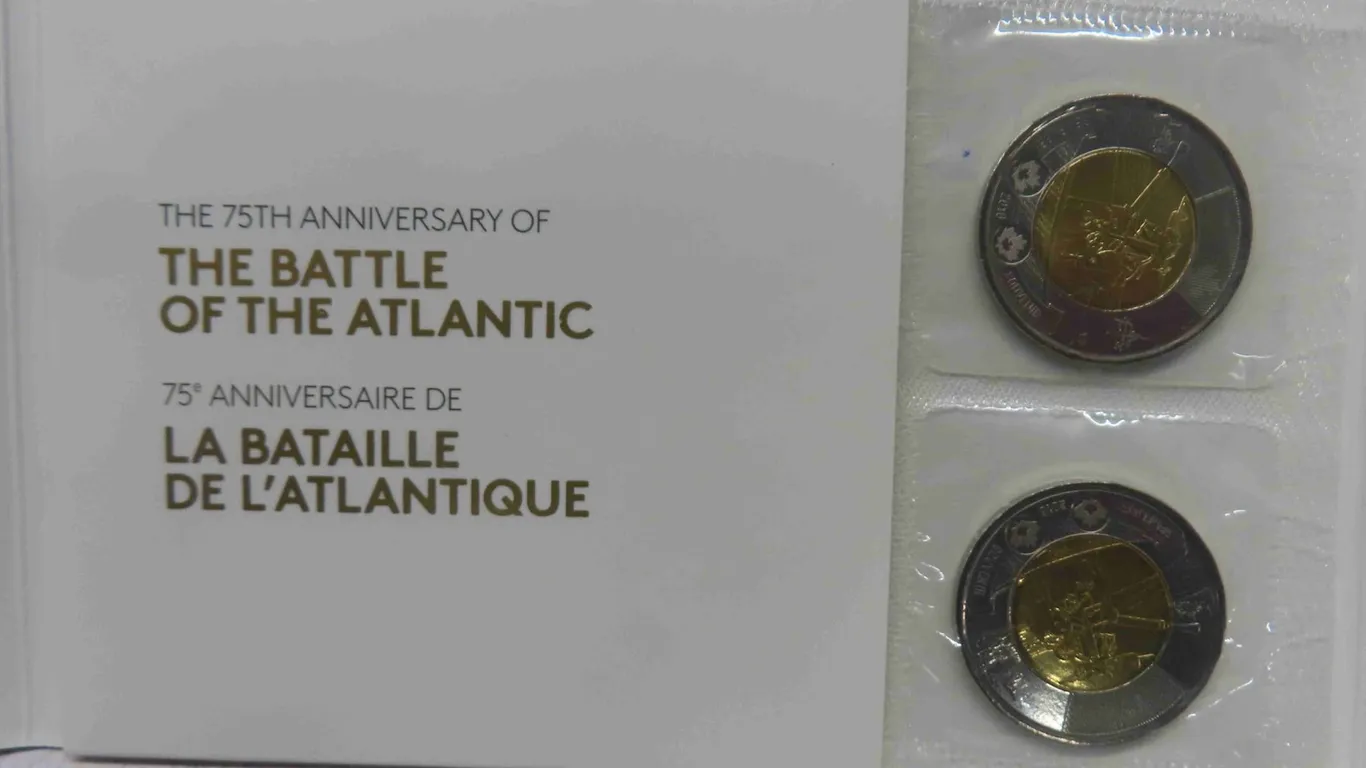 THE 75TH ANNIVERSARY OF
THE BATTLE
OF THE ATLANTIC
75e ANNIVERSAIRE DE
LA BATAILLE
DE L'ATLANTIQUE